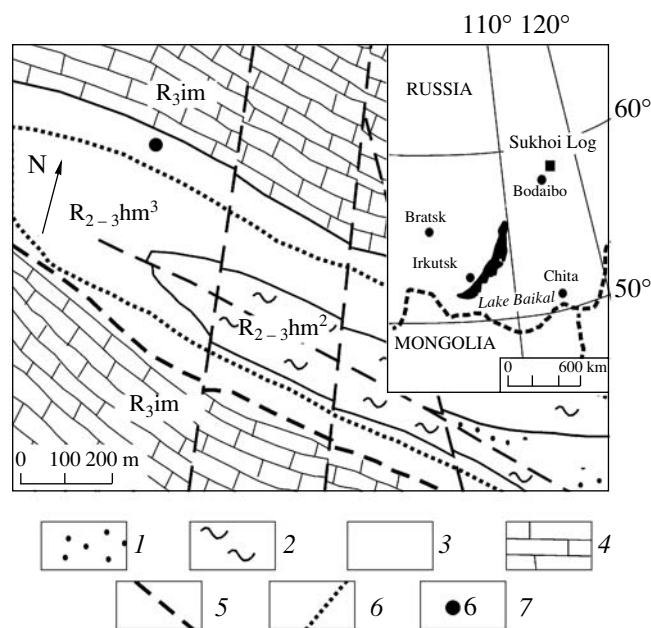 110° 120°
RUSSIA
60°
Sukhoi Log
Bodaibo
Bratsk
Irkutsk
Chita
Lake Baikal
50°
MONGOLIA
0 600 km
R₃im
N
R₂₋₃hm³
R₂₋₃hm²
R₃im
0 100 200 m
1 2 3 4
5 6 6 7